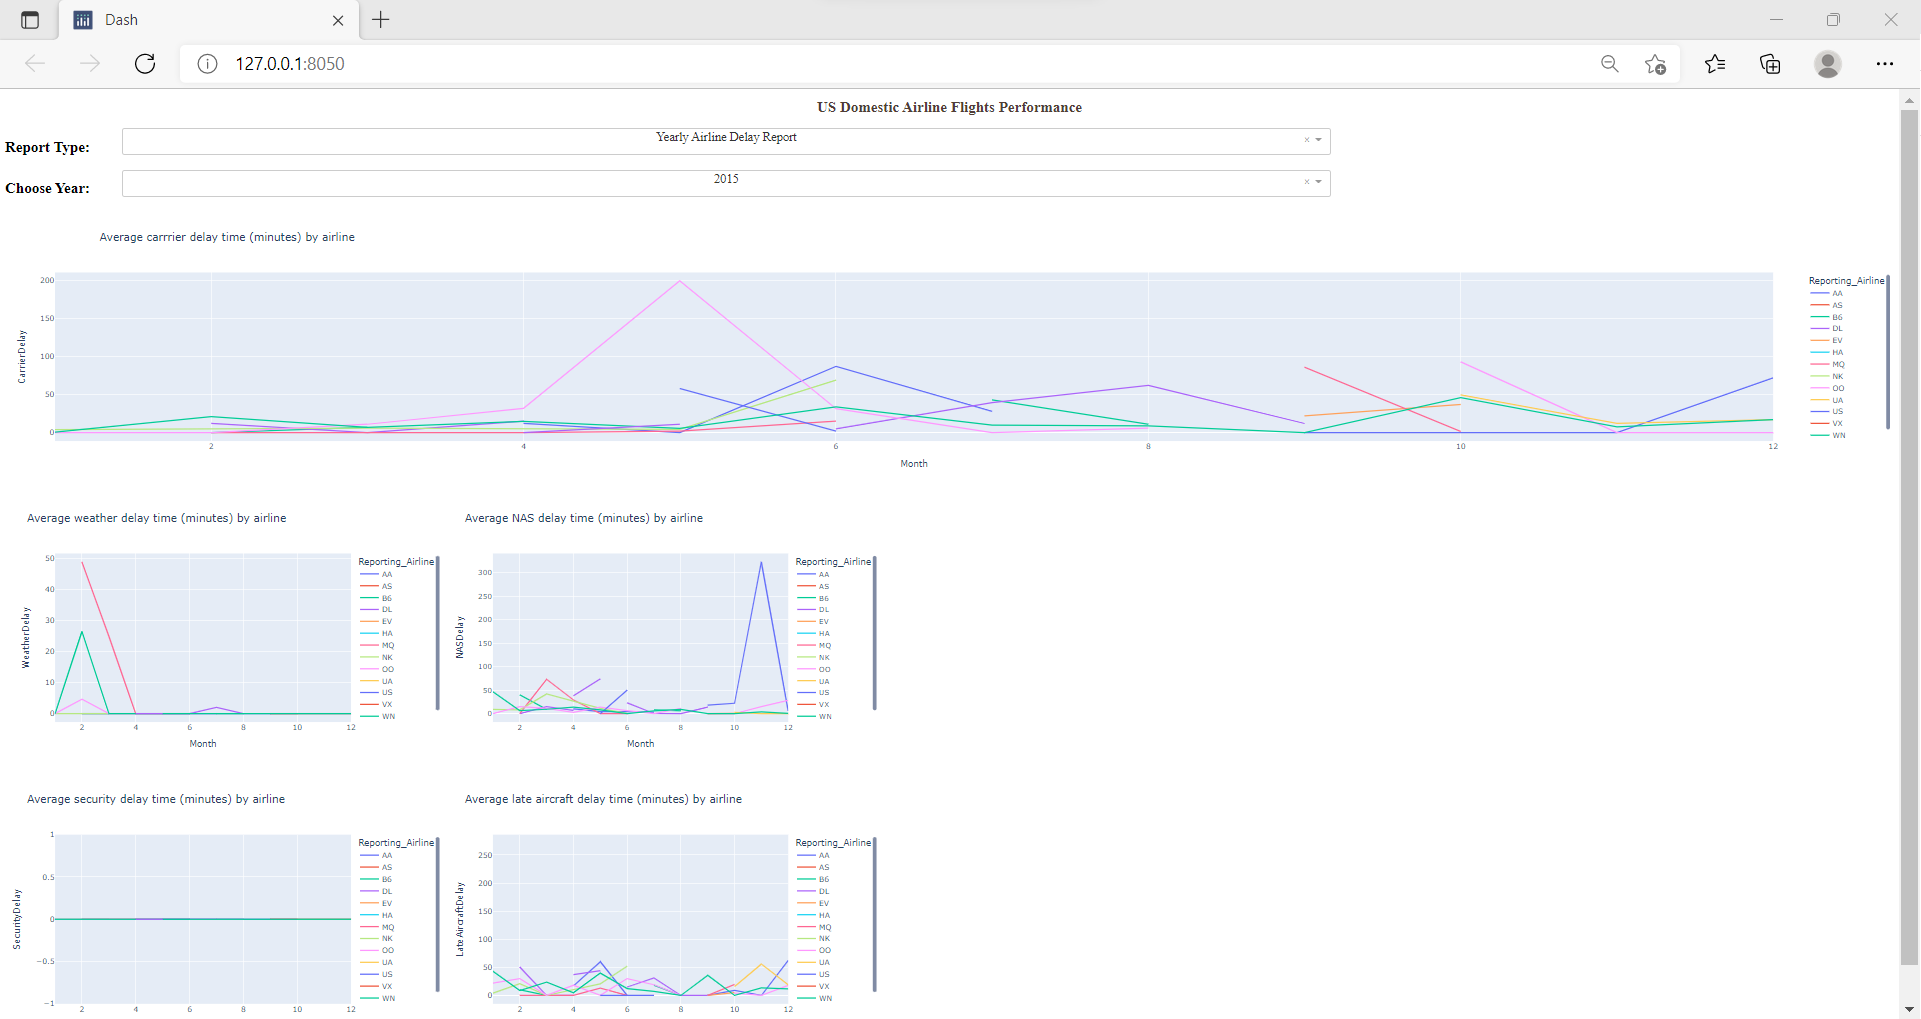 Dash
127.0.0.1:8050
US Domestic Airline Flights Performance
Report Type:
Yearly Airline Delay Report
Choose Year:
2015
Average carrrier delay time (minutes) by airline
CarrierDelay
200
150
100
50
0
2
4
6
8
10
12
Month
Reporting_Airline
AA
AS
B6
DL
EV
HA
MQ
NK
OO
UA
US
VX
WN
Average weather delay time (minutes) by airline
WeatherDelay
50
40
30
20
10
0
2
4
6
8
10
12
Month
Reporting_Airline
AA
AS
B6
DL
EV
HA
MQ
NK
OO
UA
US
VX
WN
Average NAS delay time (minutes) by airline
NASDelay
300
250
200
150
100
50
0
2
4
6
8
10
12
Month
Reporting_Airline
AA
AS
B6
DL
EV
HA
MQ
NK
OO
UA
US
VX
WN
Average security delay time (minutes) by airline
SecurityDelay
1
0.5
0
−0.5
−1
2
4
6
8
10
12
Reporting_Airline
AA
AS
B6
DL
EV
HA
MQ
NK
OO
UA
US
VX
WN
Average late aircraft delay time (minutes) by airline
LateAircraftDelay
250
200
150
100
50
0
2
4
6
8
10
12
Reporting_Airline
AA
AS
B6
DL
EV
HA
MQ
NK
OO
UA
US
VX
WN